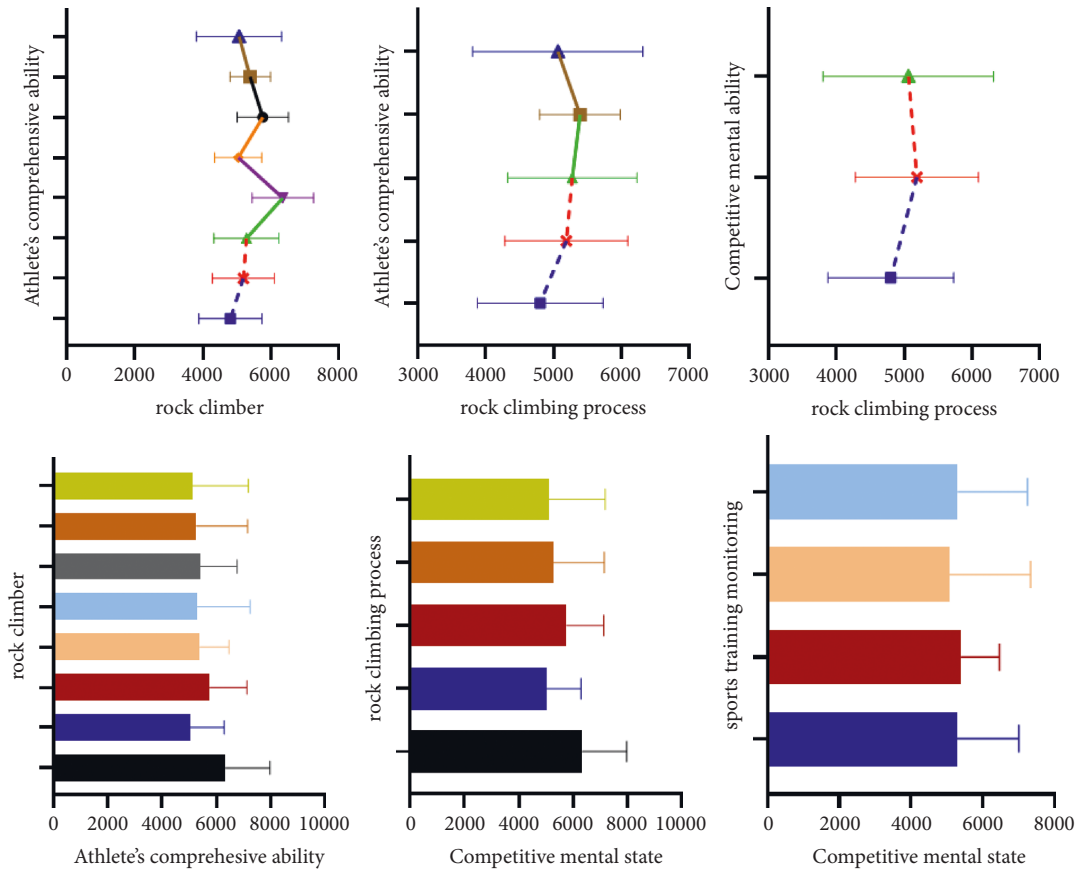 Athlete's comprehensive ability
0 2000 4000 6000 8000
rock climber
Athlete's comprehensive ability
3000 4000 5000 6000 7000
rock climbing process
Competitive mental ability
3000 4000 5000 6000 7000
rock climbing process
rock climber
0 2000 4000 6000 8000 10000
Athlete's comprehesive ability
rock climbing process
0 2000 4000 6000 8000 10000
Competitive mental state
sports training monitoring
0 2000 4000 6000 8000
Competitive mental state